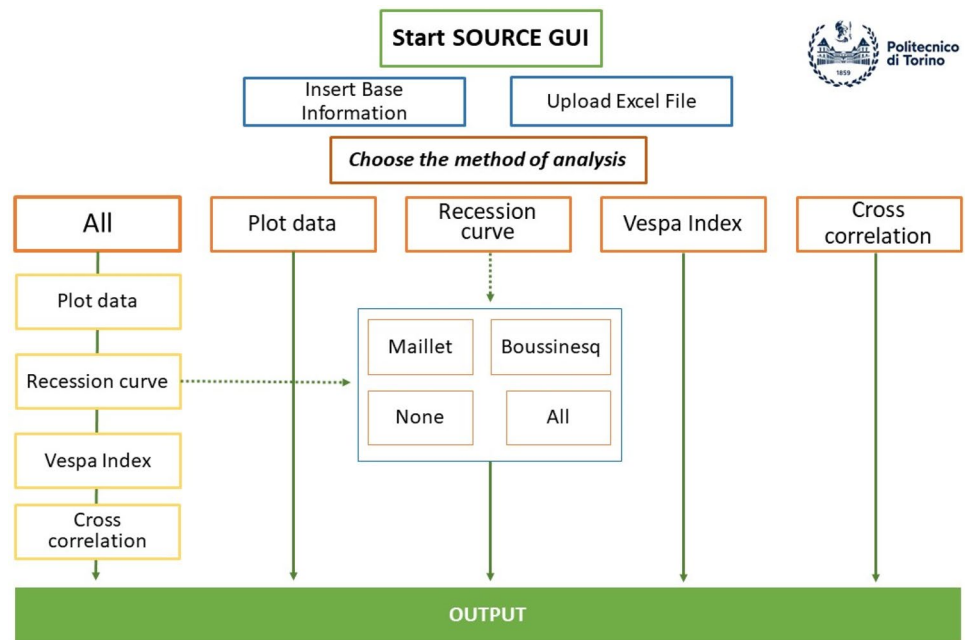 Start SOURCE GUI
Politecnico
di Torino
1859
Insert Base
Information
Upload Excel File
Choose the method of analysis
All
Plot data
Recession
curve
Vespa Index
Cross
correlation
Plot data
Recession curve
Vespa Index
Cross
correlation
Maillet
Boussinesq
None
All
OUTPUT